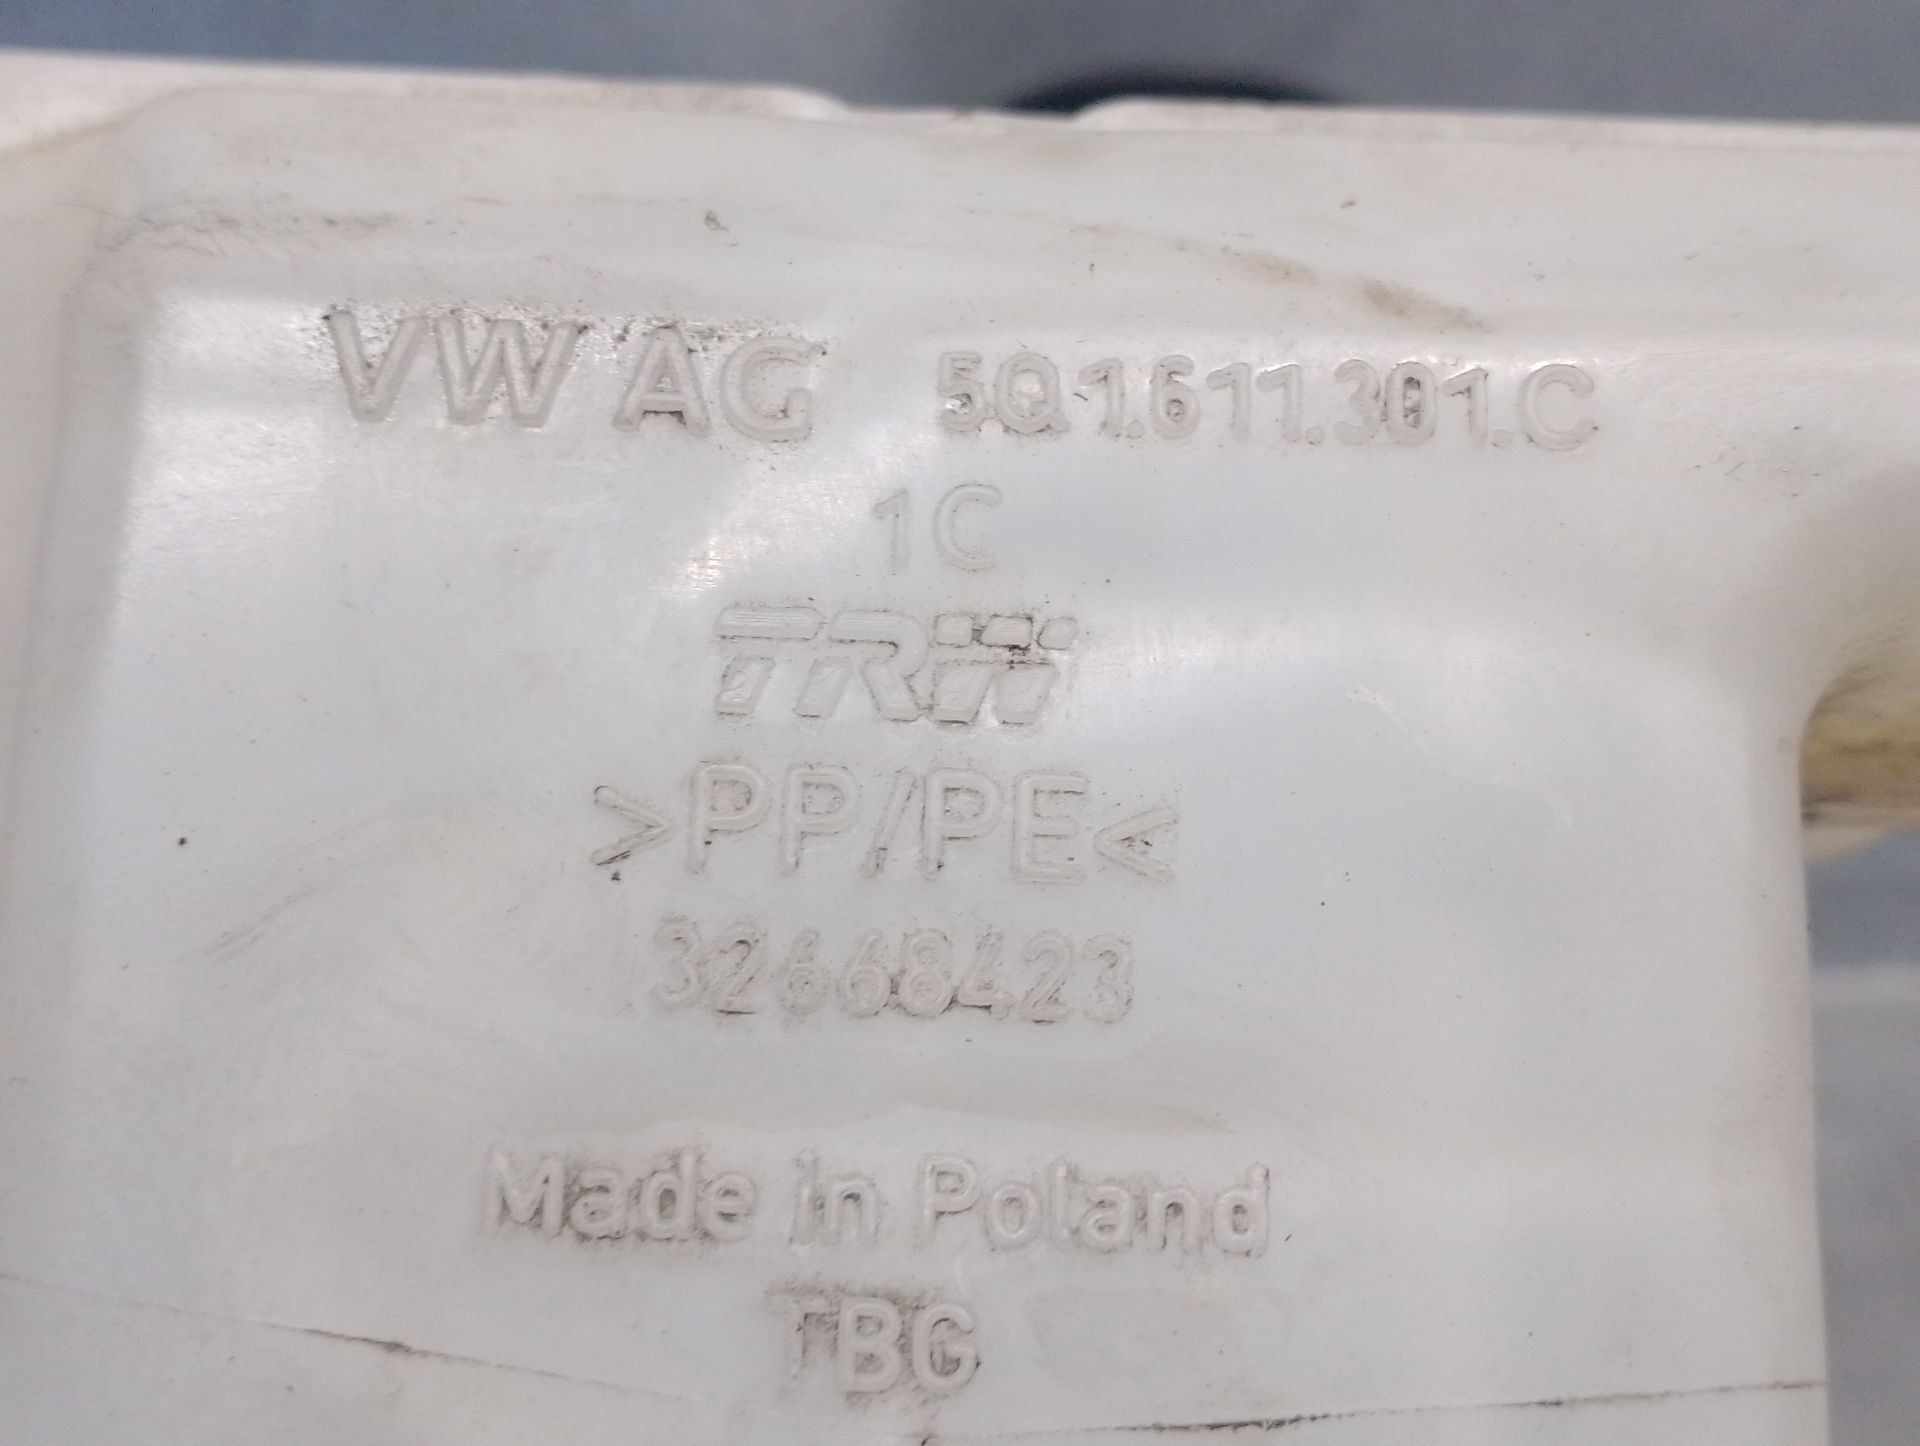 VW AG 5Q1.611.301.C
1C
TRW
>PP/PE<
32668423
Made in Poland
TBG